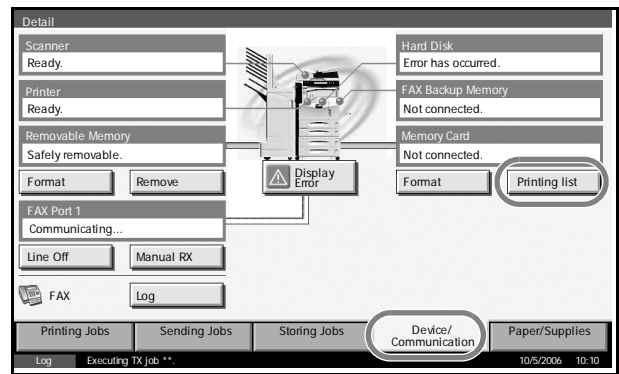 Detail
Scanner
Ready.
Hard Disk
Error has occurred.
Printer
Ready.
FAX Backup Memory
Not connected.
Removable Memory
Safely removable.
Memory Card
Not connected.
Format
Remove
Display
Error
Format
Printing list
FAX Port 1
Communicating...
Line Off
Manual RX
FAX
Log
Printing Jobs
Sending Jobs
Storing Jobs
Device/
Communication
Paper/Supplies
Log
Executing TX job **.
10/5/2006 10:10